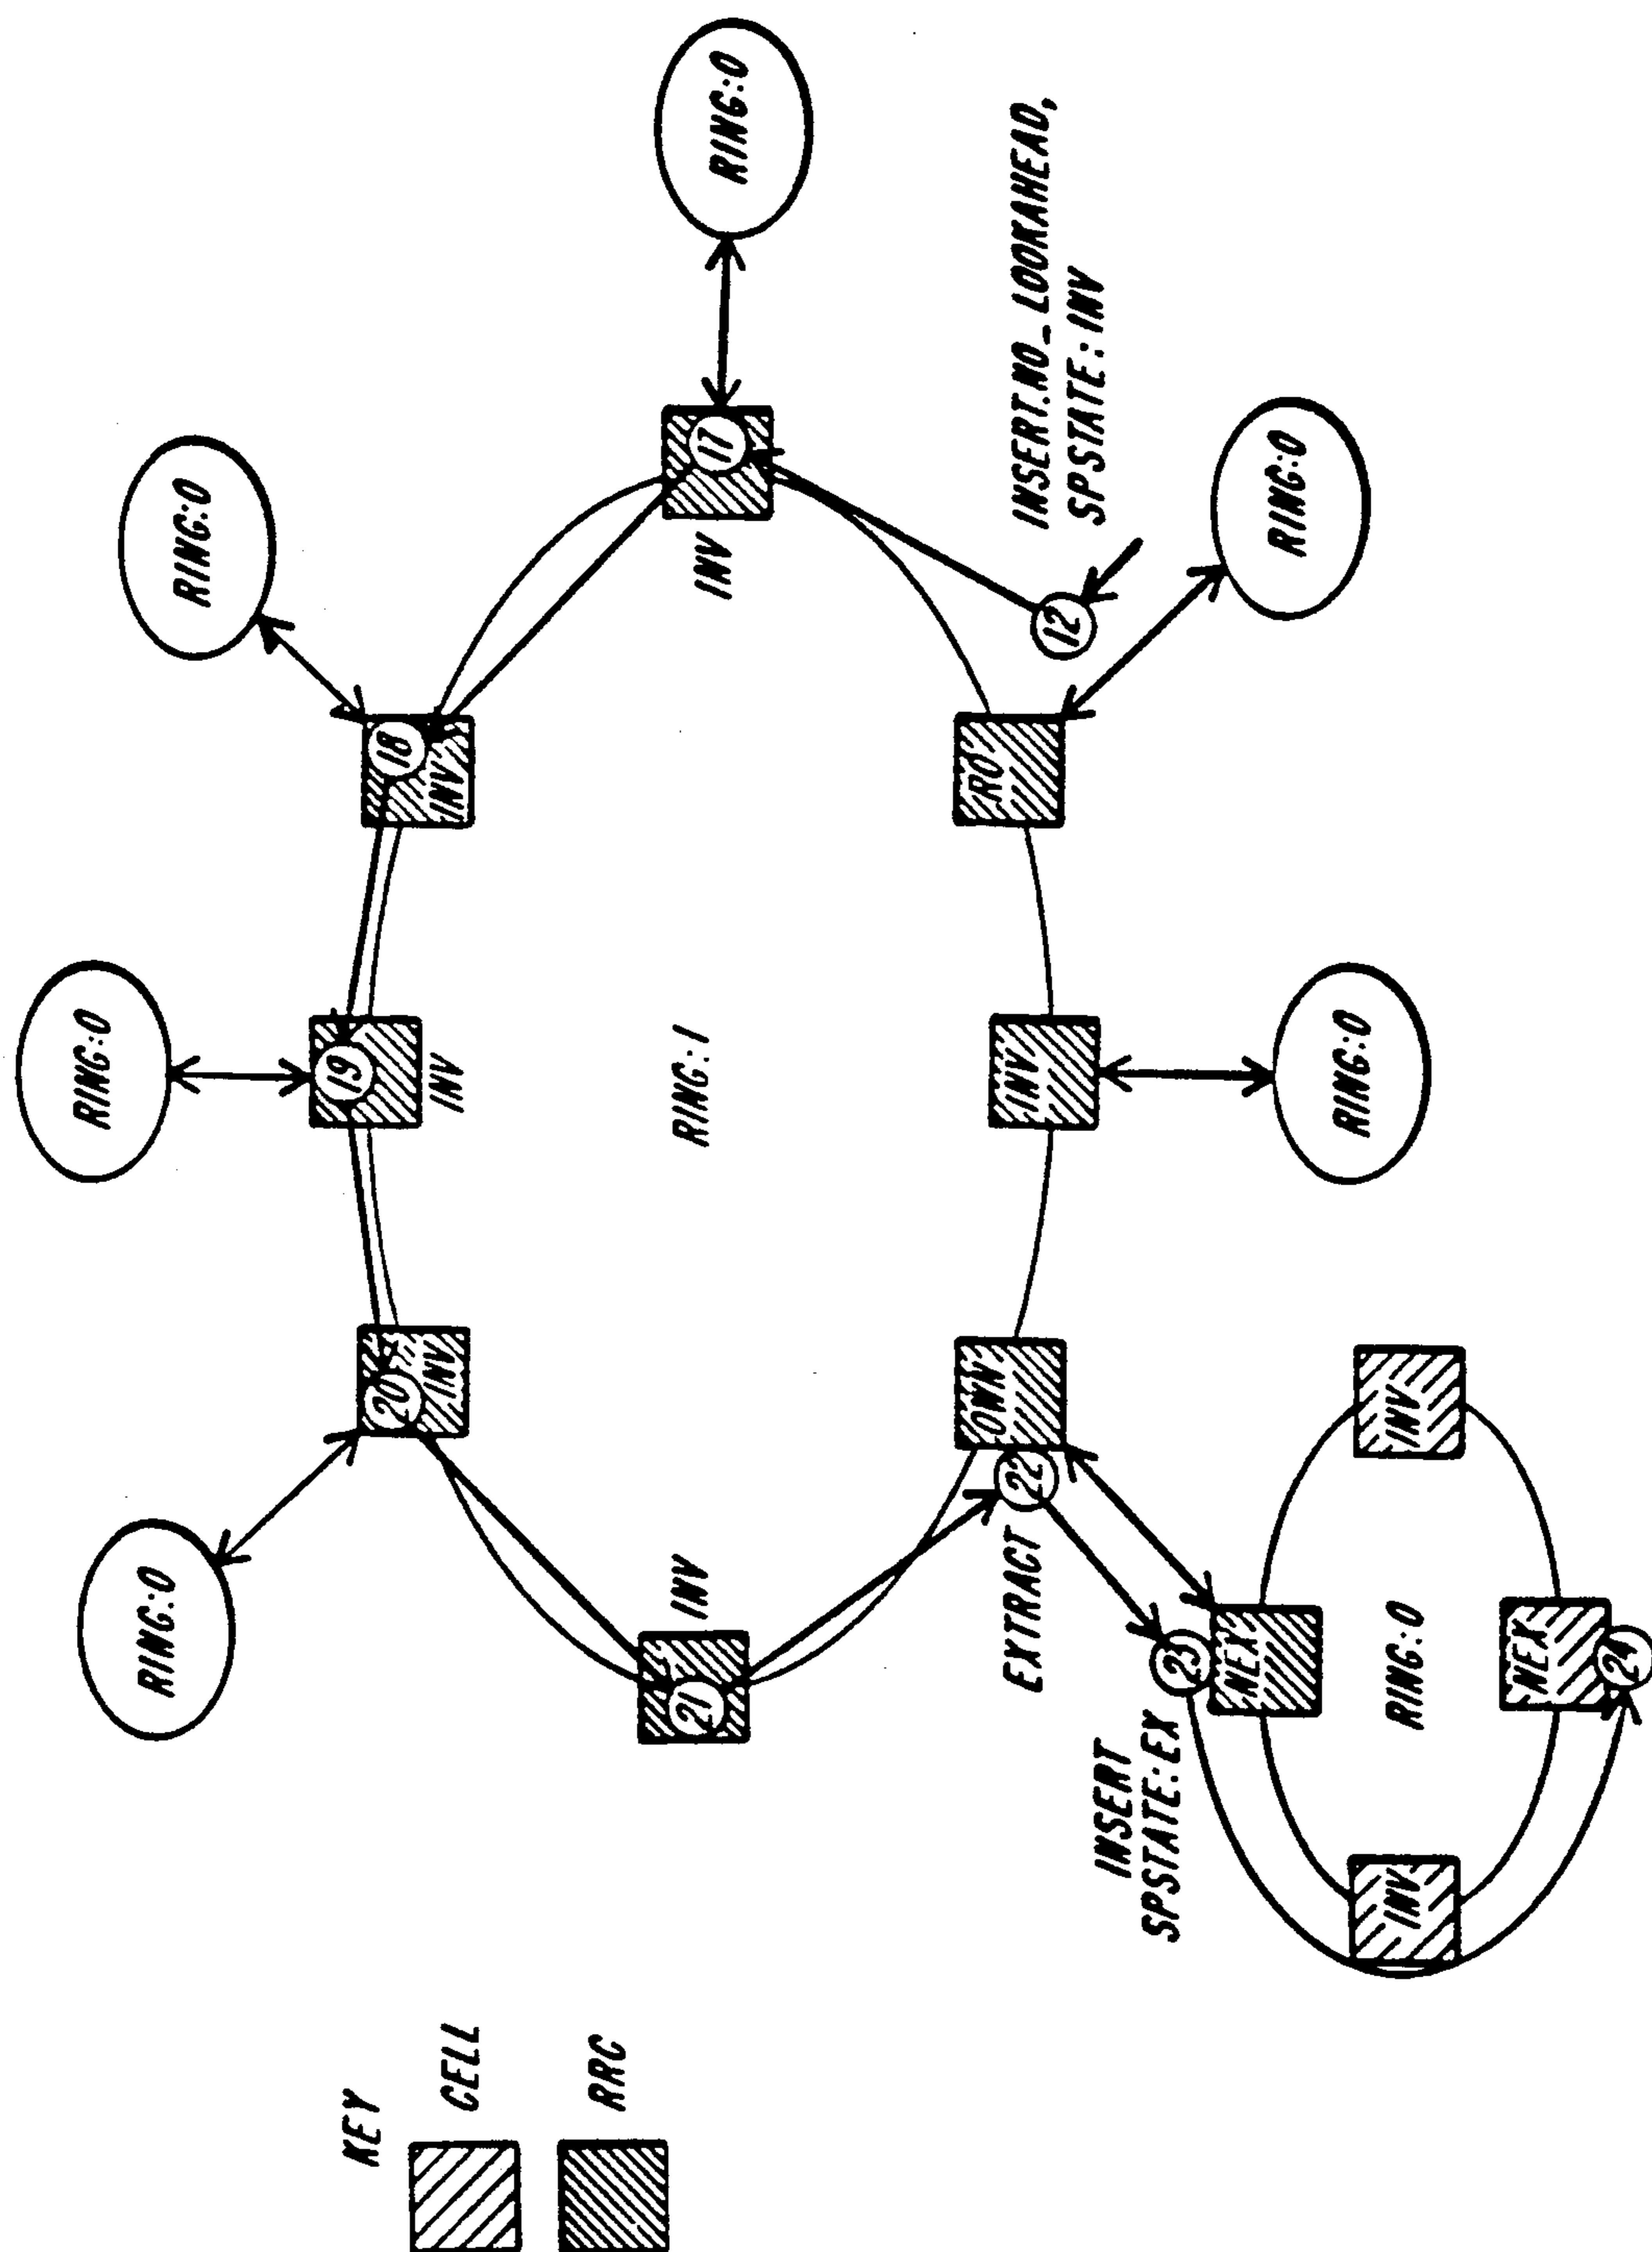 KEY
CELL
RRC
RING:0
RING:0
RING:0
20
INV
19
INV
18
INV
21
INV
RING:1
17
INV
RING:0
OWN
INV
RO
22
EXTRACT
12
INSERT.NO_LOOKAHEAD,
SPSTATE:INV
INSERT
SPSTATE:EX
23
NEX
RING:0
RING:0
INV
RING:0
INV
NEX
24